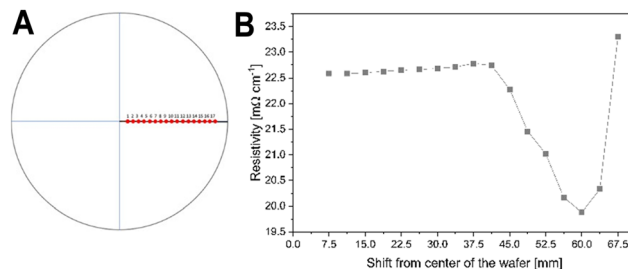 A
B
1 2 3 4 5 6 7 8 9 10 11 12 13 14 15 16 17
23.5
23.0
22.5
22.0
21.5
21.0
20.5
20.0
19.5
Resistivity [mΩ cm⁻¹]
0.0 7.5 15.0 22.5 30.0 37.5 45.0 52.5 60.0 67.5
Shift from center of the wafer [mm]